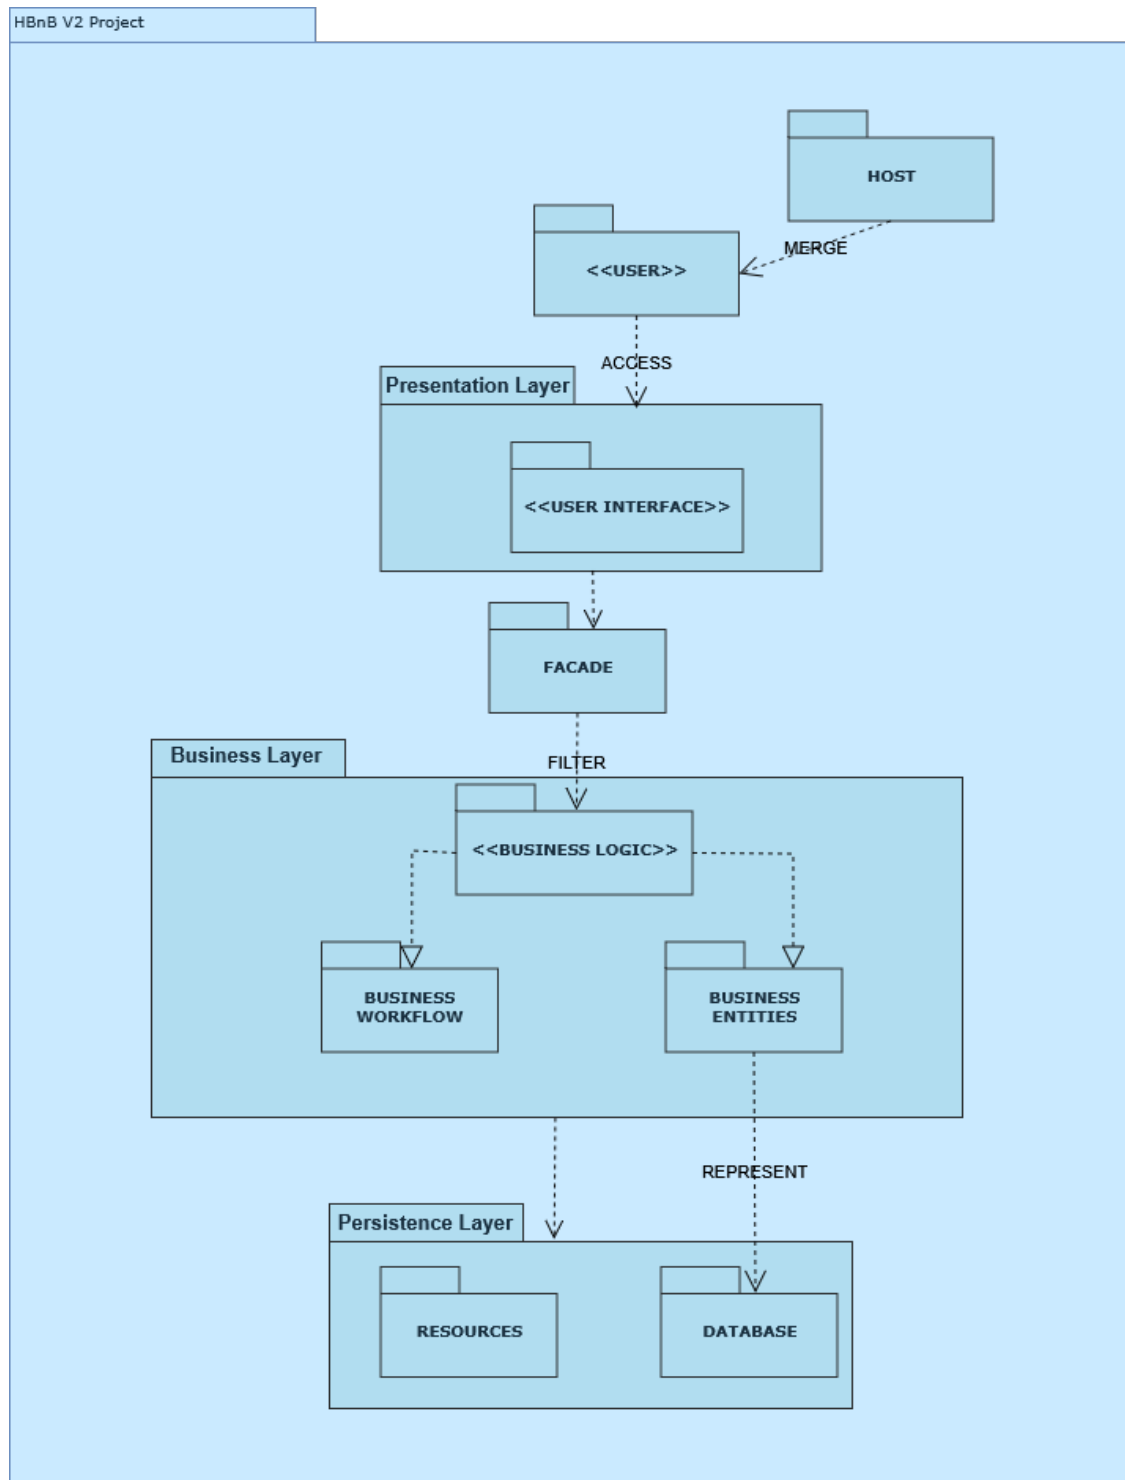 HBnB V2 Project
HOST
MERGE
<<USER>>
ACCESS
Presentation Layer
<<USER INTERFACE>>
FACADE
Business Layer
FILTER
<<BUSINESS LOGIC>>
BUSINESS
WORKFLOW
BUSINESS
ENTITIES
REPRESENT
Persistence Layer
RESOURCES
DATABASE